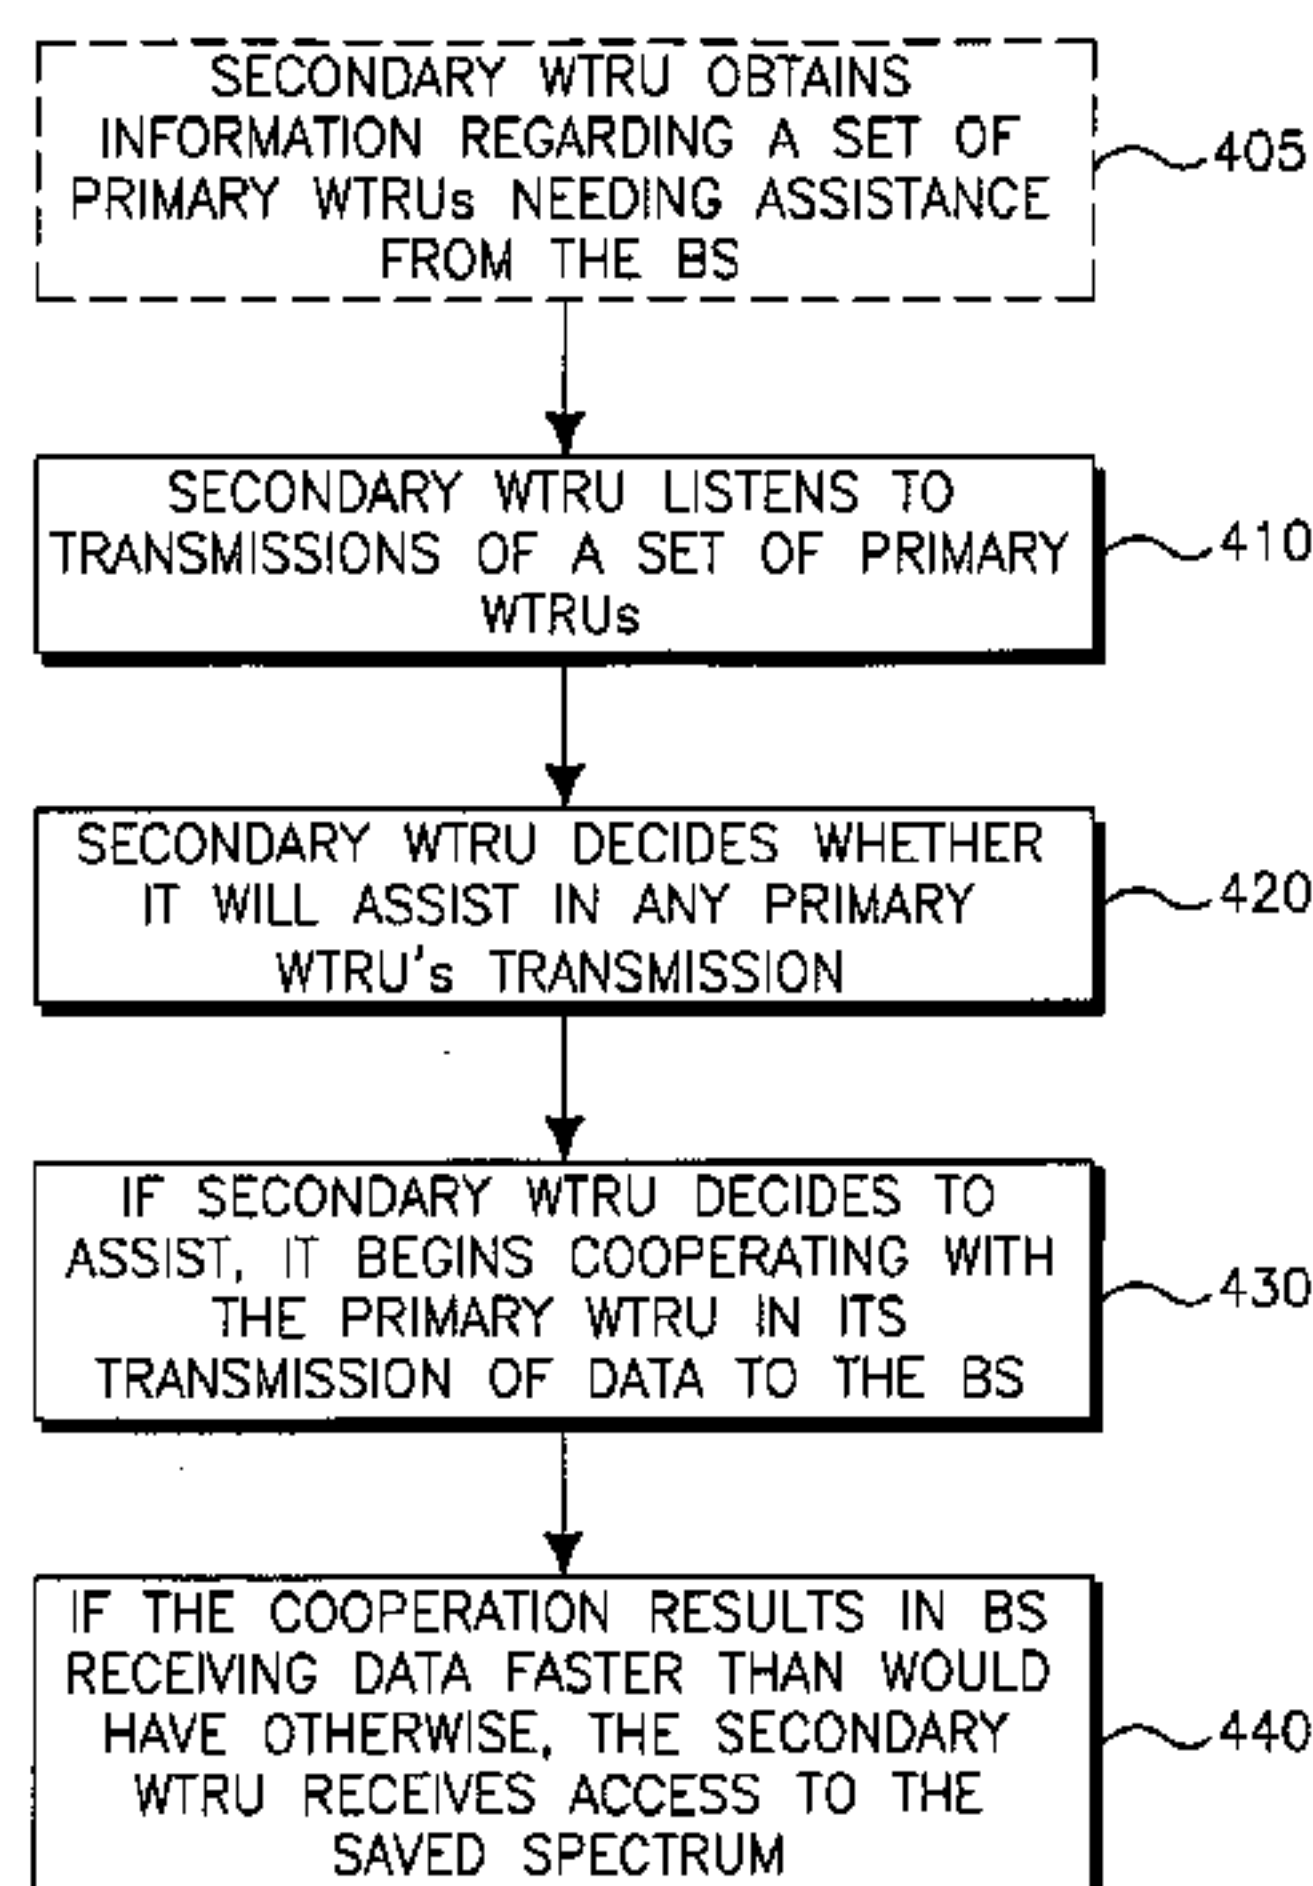 SECONDARY WTRU OBTAINS
INFORMATION REGARDING A SET OF
PRIMARY WTRUs NEEDING ASSISTANCE
FROM THE BS
405
SECONDARY WTRU LISTENS TO
TRANSMISSIONS OF A SET OF PRIMARY
WTRUs
410
SECONDARY WTRU DECIDES WHETHER
IT WILL ASSIST IN ANY PRIMARY
WTRU's TRANSMISSION
420
IF SECONDARY WTRU DECIDES TO
ASSIST, IT BEGINS COOPERATING WITH
THE PRIMARY WTRU IN ITS
TRANSMISSION OF DATA TO THE BS
430
IF THE COOPERATION RESULTS IN BS
RECEIVING DATA FASTER THAN WOULD
HAVE OTHERWISE, THE SECONDARY
WTRU RECEIVES ACCESS TO THE
SAVED SPECTRUM
440